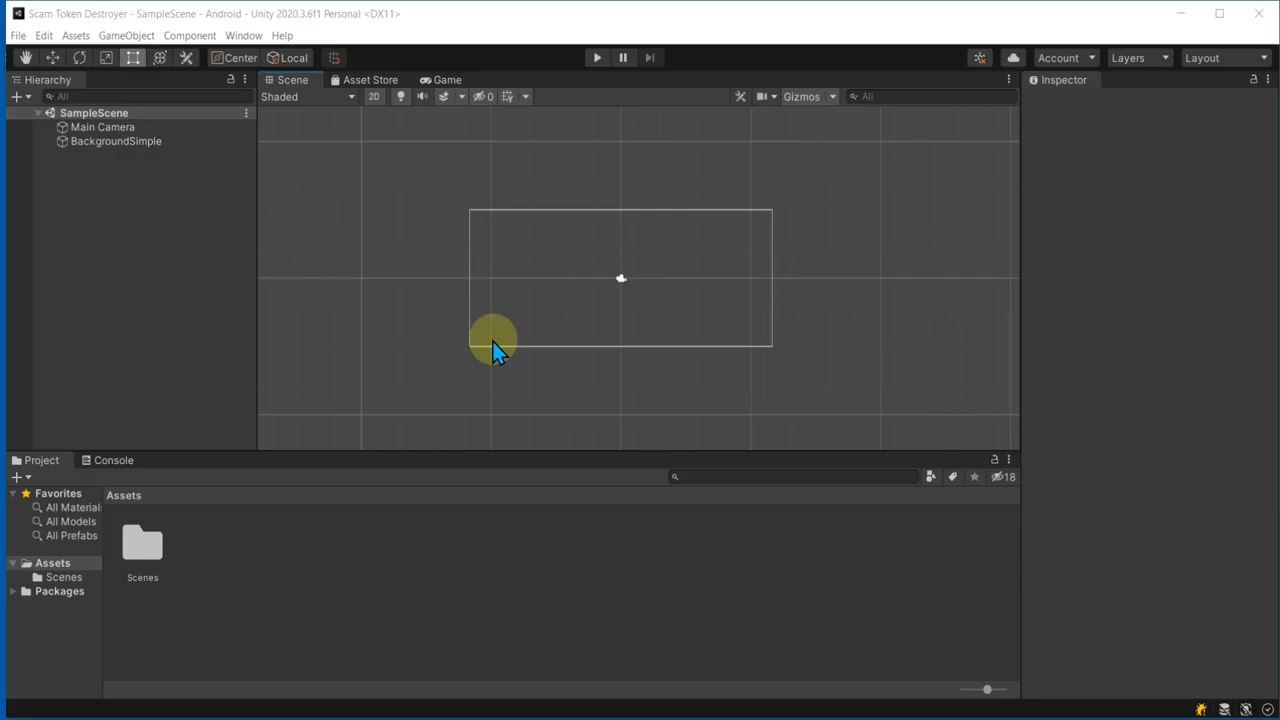 Scam Token Destroyer - SampleScene - Android - Unity 2020.3.6f1 Personal <DX11>
File Edit Assets GameObject Component Window Help
Center Local Account Layers Layout
Hierarchy Scene Asset Store Game Inspector
All Shaded 2D 0 Gizmos All
SampleScene
Main Camera
BackgroundSimple
Project Console
18
Favorites Assets
All Materials
All Models
All Prefabs
Assets
Scenes Scenes
Packages